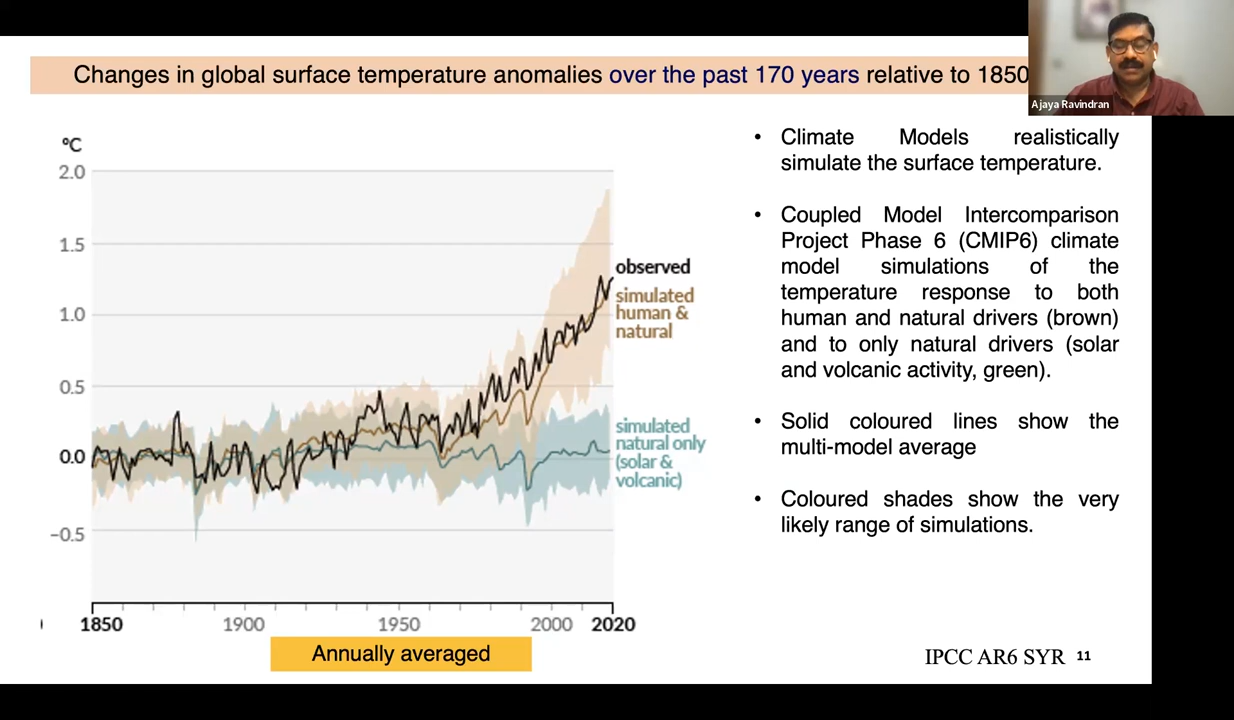 Changes in global surface temperature anomalies over the past 170 years relative to 1850
Ajaya Ravindran
°C
2.0
1.5
1.0
0.5
0.0
−0.5
observed
simulated
human &
natural
simulated
natural only
(solar &
volcanic)
1850
1900
1950
2000
2020
Annually averaged
• Climate Models realistically
simulate the surface temperature.
• Coupled Model Intercomparison
Project Phase 6 (CMIP6) climate
model simulations of the
temperature response to both
human and natural drivers (brown)
and to only natural drivers (solar
and volcanic activity, green).
• Solid coloured lines show the
multi-model average
• Coloured shades show the very
likely range of simulations.
IPCC AR6 SYR 11